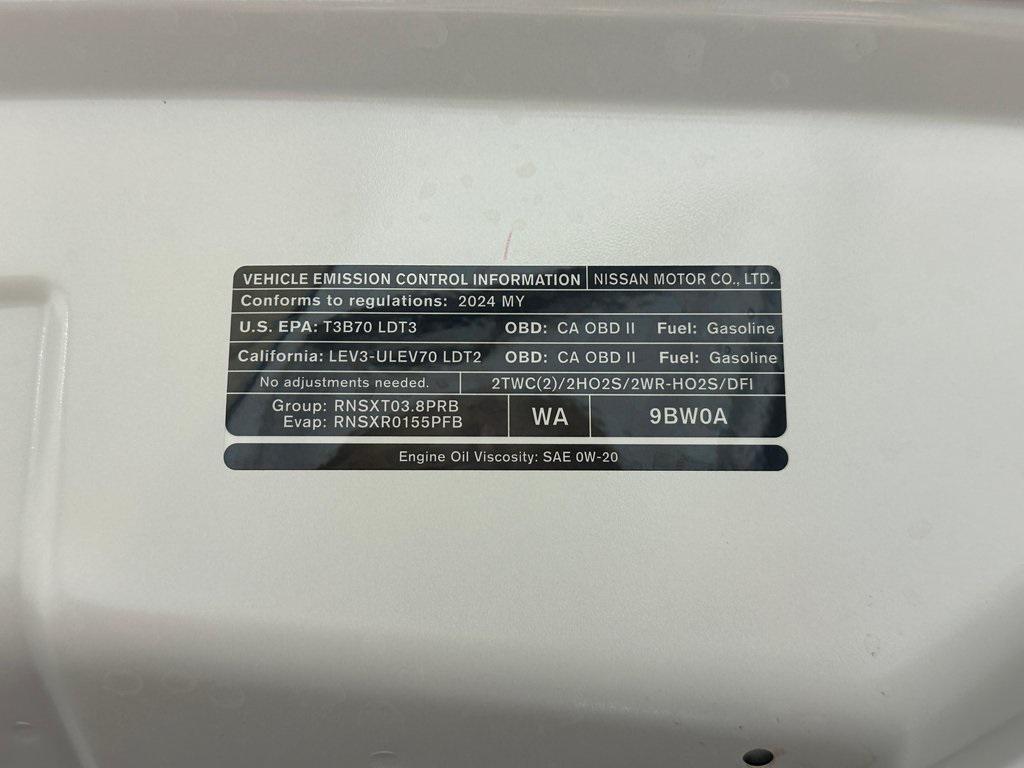 VEHICLE EMISSION CONTROL INFORMATION NISSAN MOTOR CO., LTD.
Conforms to regulations: 2024 MY
U.S. EPA: T3B70 LDT3 OBD: CA OBD II Fuel: Gasoline
California: LEV3-ULEV70 LDT2 OBD: CA OBD II Fuel: Gasoline
No adjustments needed. 2TWC(2)/2HO2S/2WR-HO2S/DFI
Group: RNSXT03.8PRB
Evap: RNSXR0155PFB
WA
9BW0A
Engine Oil Viscosity: SAE 0W-20